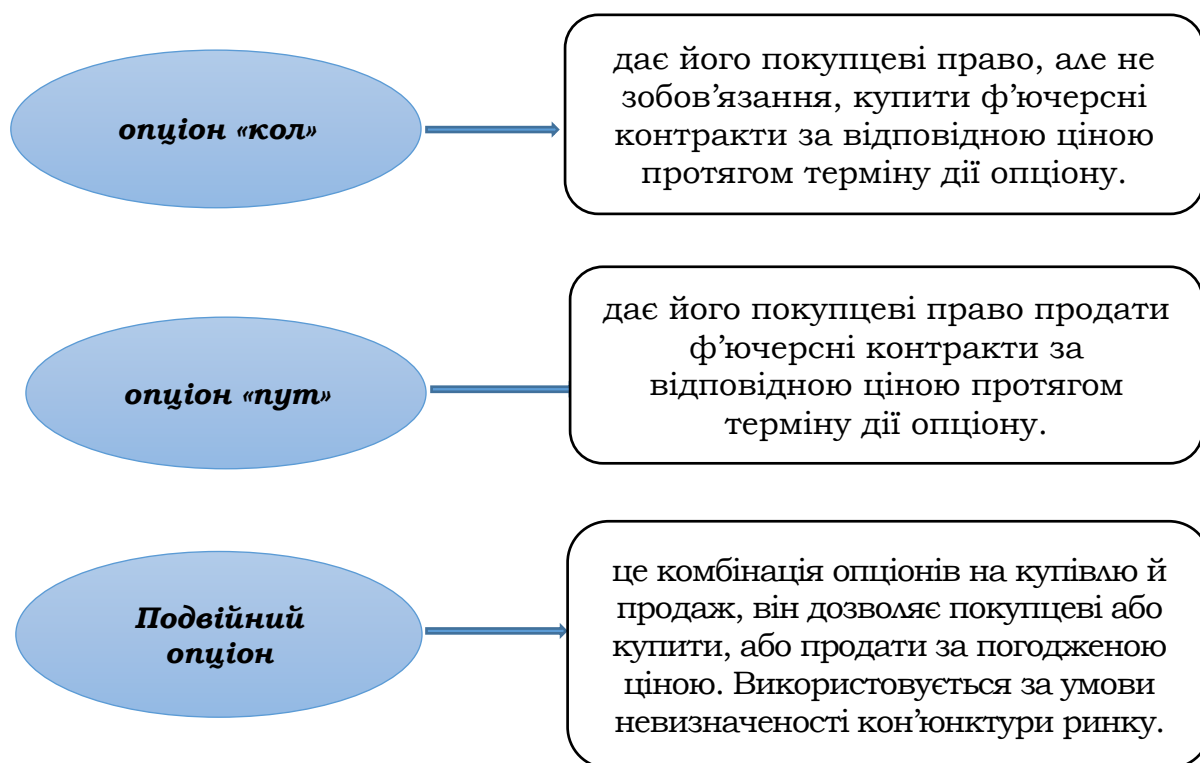 опціон «кол»
дає його покупцеві право, але не
зобов’язання, купити ф’ючерсні
контракти за відповідною ціною
протягом терміну дії опціону.
опціон «пут»
дає його покупцеві право продати
ф’ючерсні контракти за
відповідною ціною протягом
терміну дії опціону.
Подвійний
опціон
це комбінація опціонів на купівлю й
продаж, він дозволяє покупцеві або
купити, або продати за погодженою
ціною. Використовується за умови
невизначеності кон’юнктури ринку.